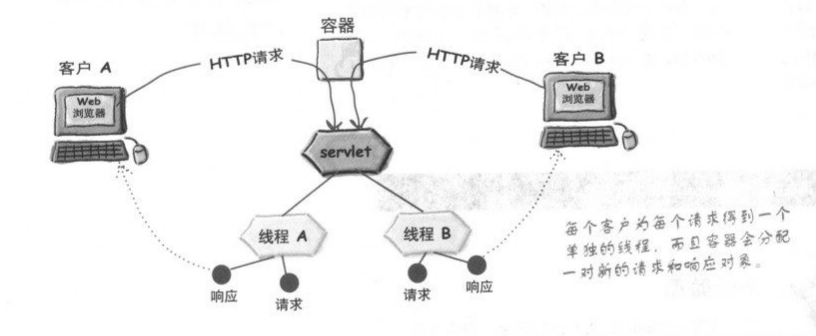 容器
客户 A
HTTP请求
HTTP请求
客户 B
Web
浏览器
Web
浏览器
servlet
线程 A
线程 B
每个客户为每个请求得到一个
单独的线程，而且容器会分配
一对新的请求和响应对象。
响应
请求
请求
响应